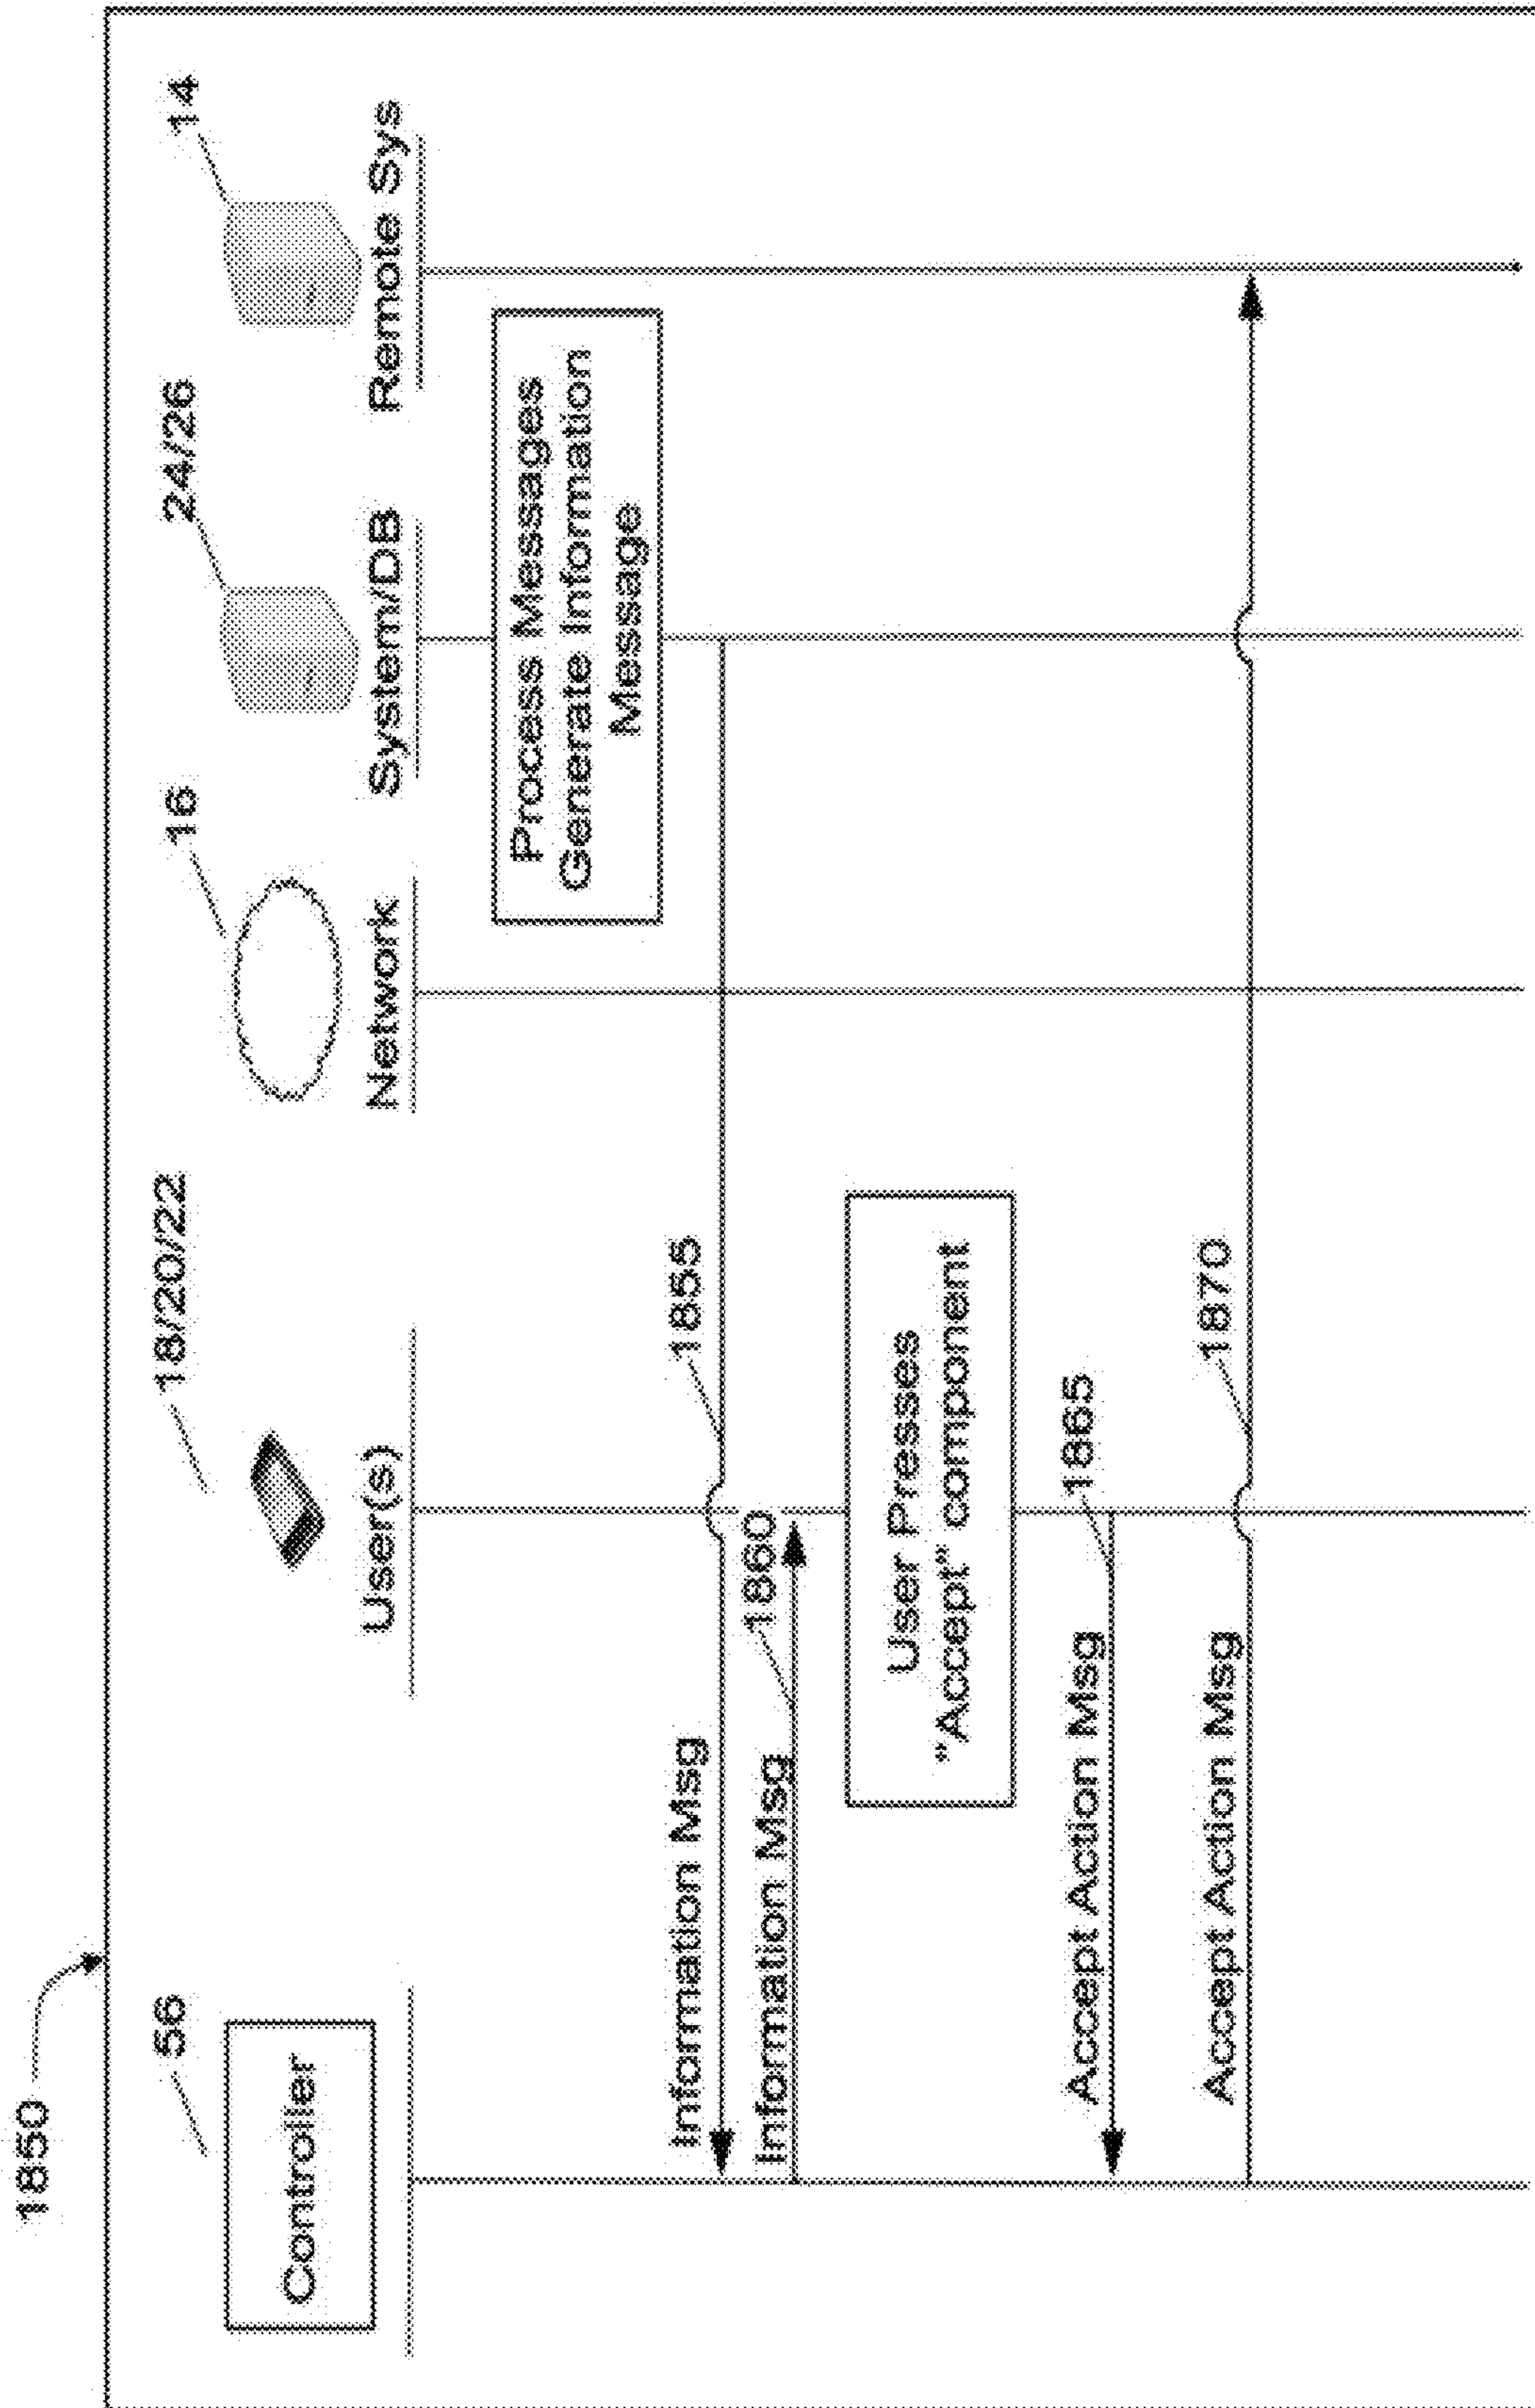 1850
56
18/20/22
16
24/26
14
Controller
User(s)
Network
System/DB
Remote Sys
Process Messages
Generate Information
Message
Information Msg
1855
Information Msg
1860
User Presses
"Accept" component
Accept Action Msg
1865
Accept Action Msg
1870